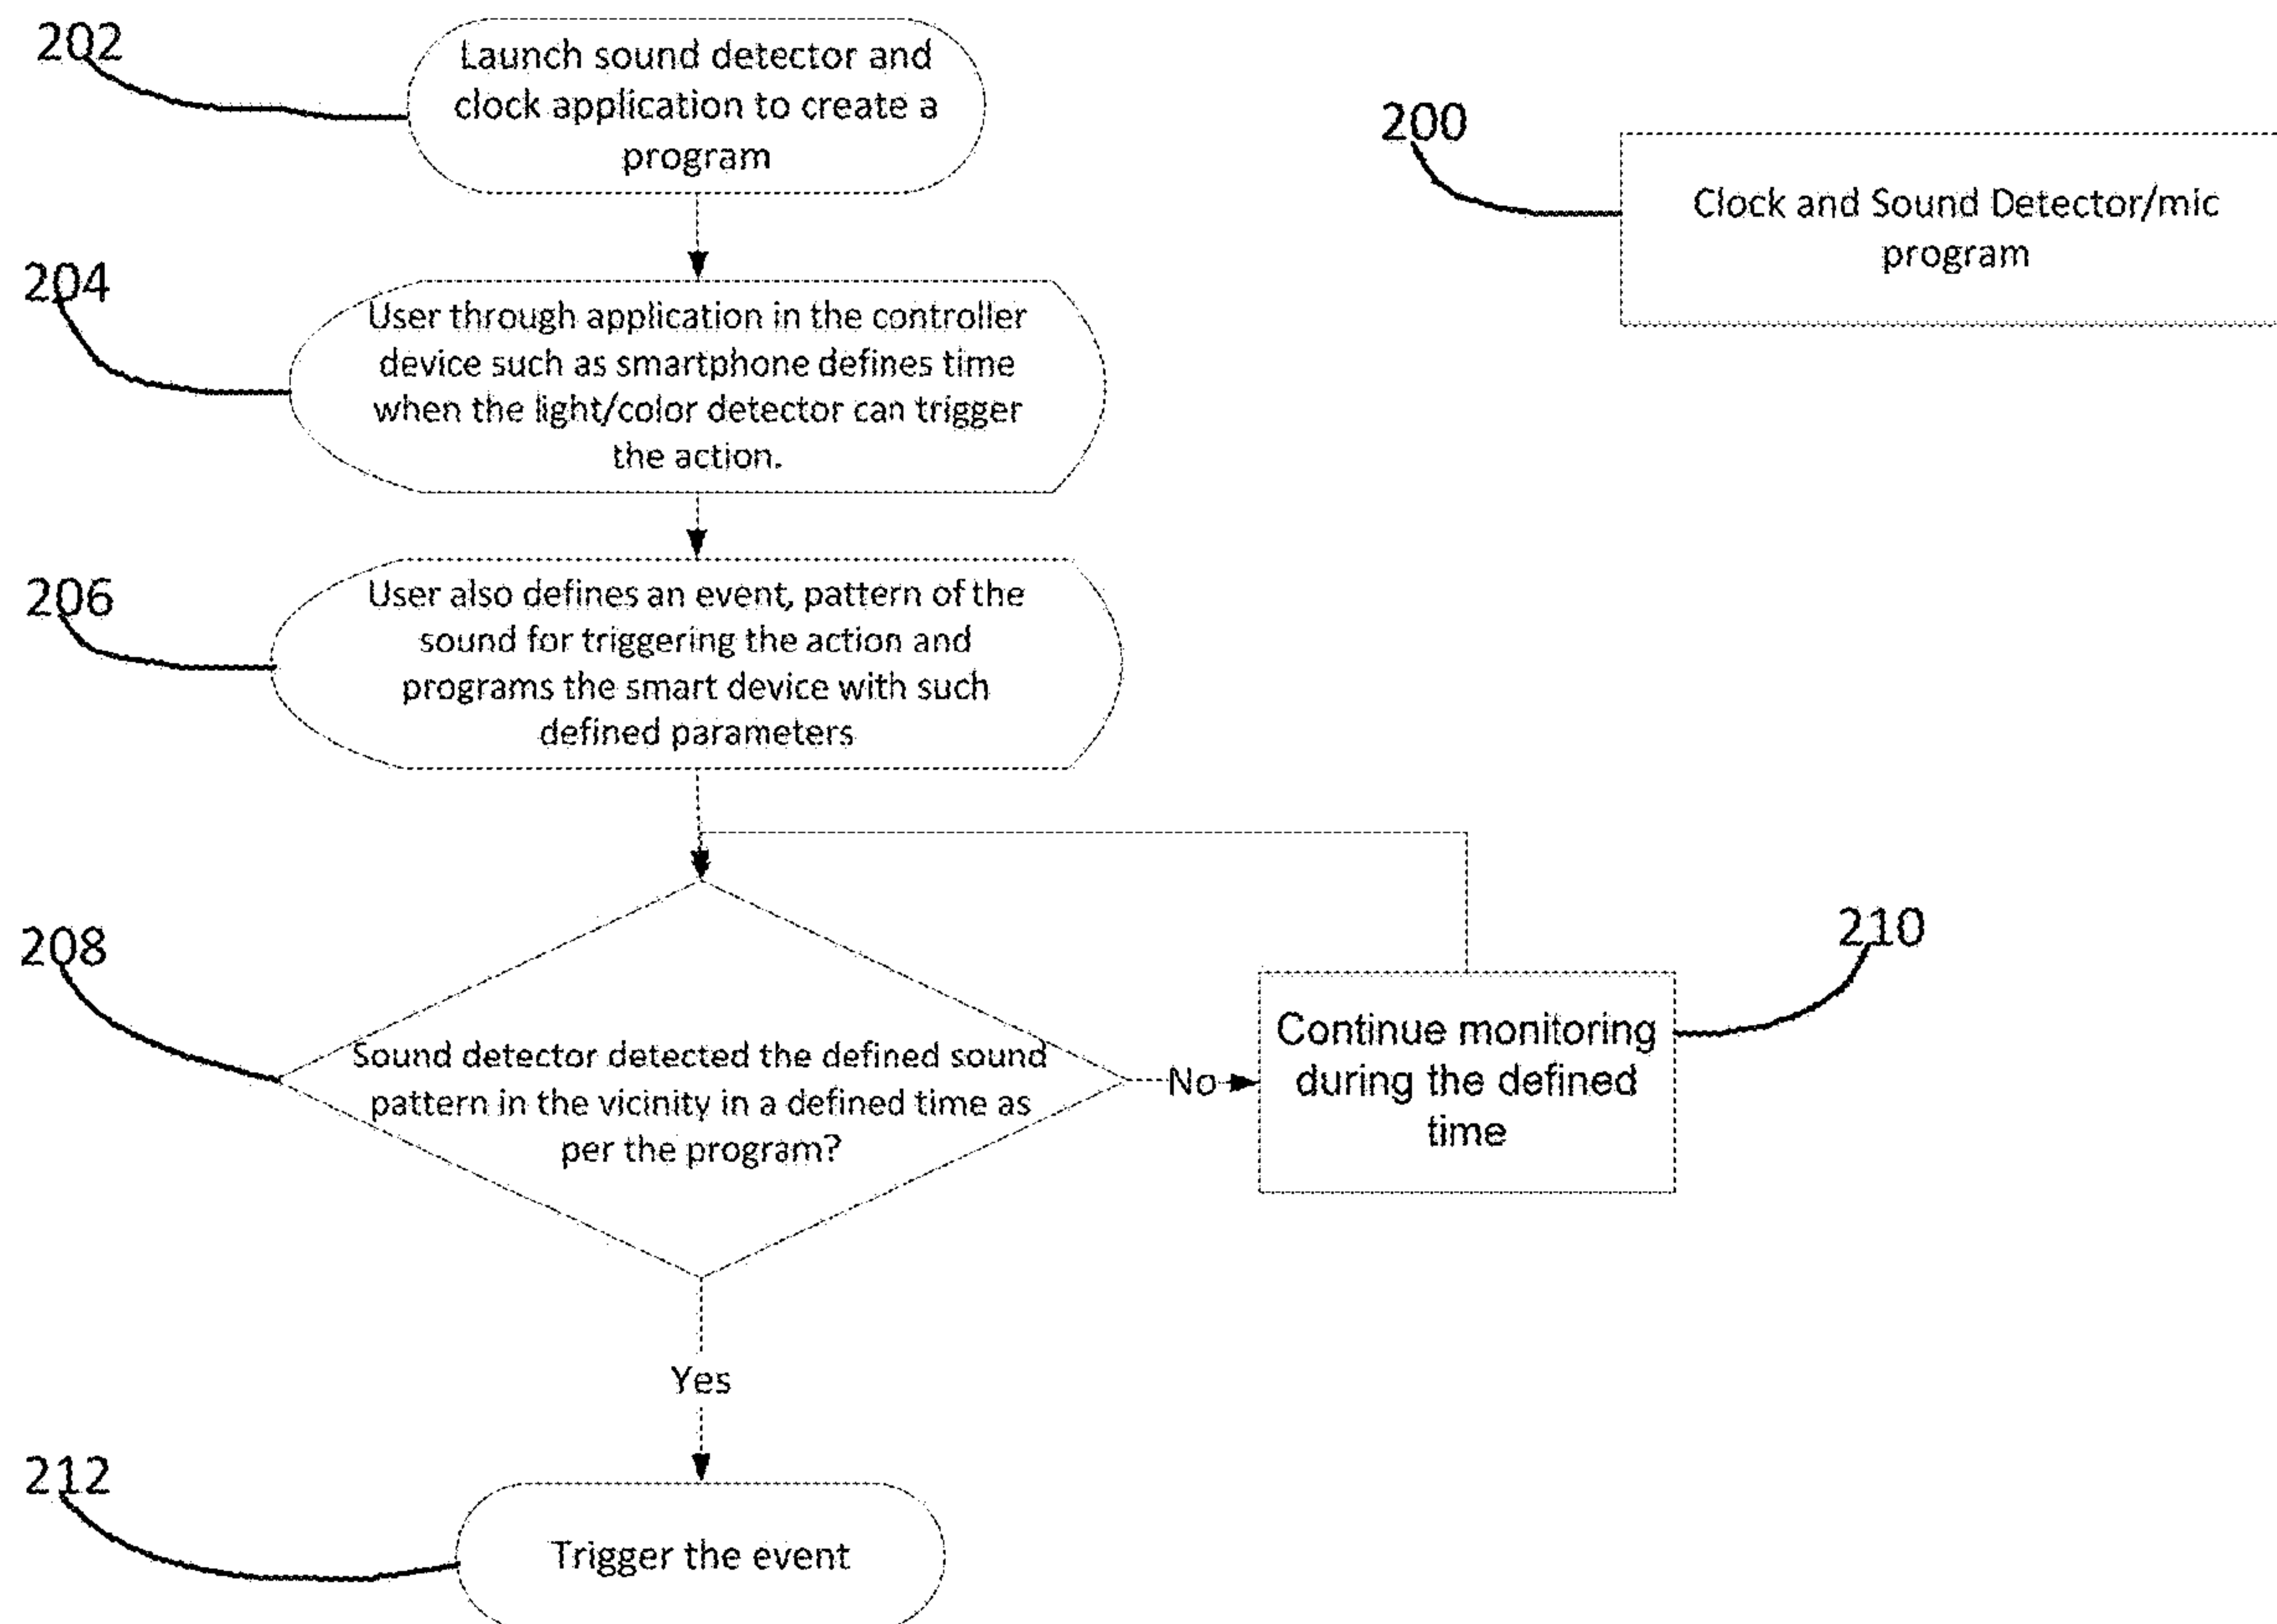 202
Launch sound detector and
clock application to create a
program
200
Clock and Sound Detector/mic
program
204
User through application in the controller
device such as smartphone defines time
when the light/color detector can trigger
the action.
206
User also defines an event, pattern of the
sound for triggering the action and
programs the smart device with such
defined parameters
208
Sound detector detected the defined sound
pattern in the vicinity in a defined time as
per the program?
No
210
Continue monitoring
during the defined
time
Yes
212
Trigger the event